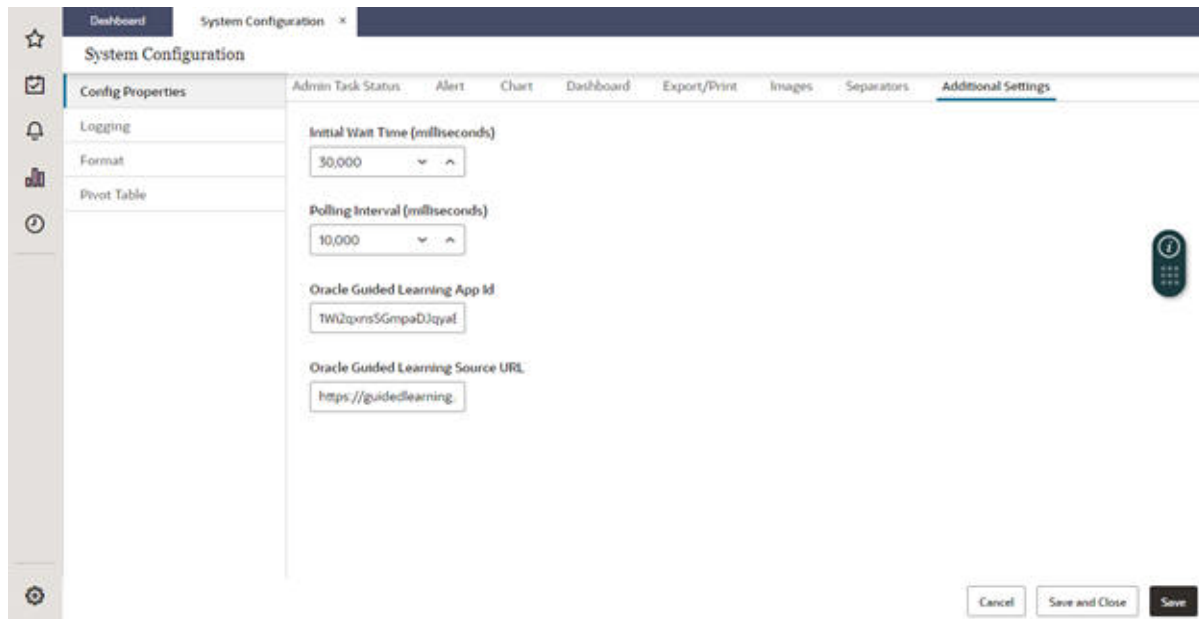 Dashboard
System Configuration ×
System Configuration
Config Properties
Logging
Format
Pivot Table
Admin Task Status
Alert
Chart
Dashboard
Export/Print
Images
Separators
Additional Settings
Initial Wait Time (milliseconds)
30,000
Polling Interval (milliseconds)
10,000
Oracle Guided Learning App Id
Oracle Guided Learning Source URL
https://guidedlearning.
Cancel
Save and Close
Save